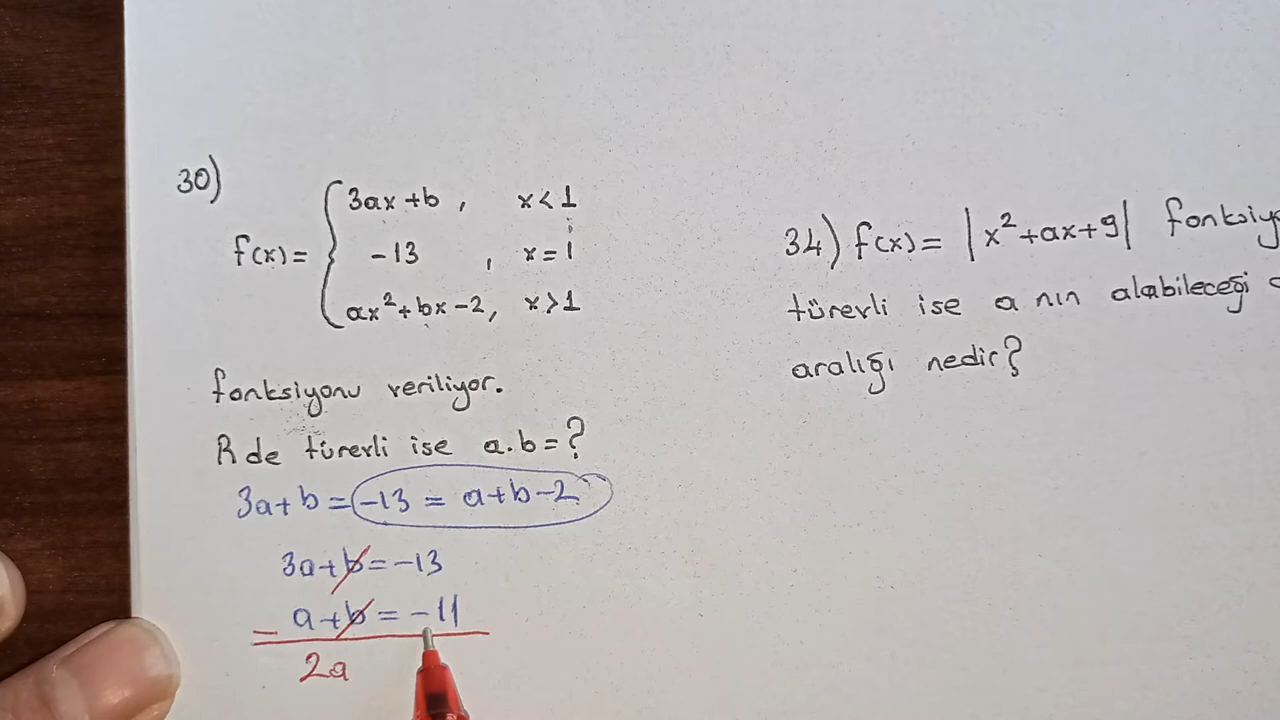 30)
f(x)= { 3ax+b , x<1
-13 , x=1
ax²+bx-2, x>1
fonksiyonu veriliyor.
R de türevli ise a.b=?
3a+b=-13=a+b-2
3a+b=-13
- a+b=-11
2a
34) f(x)= |x²+ax+9|
türevli ise a nın alabileceği
aralığı nedir?